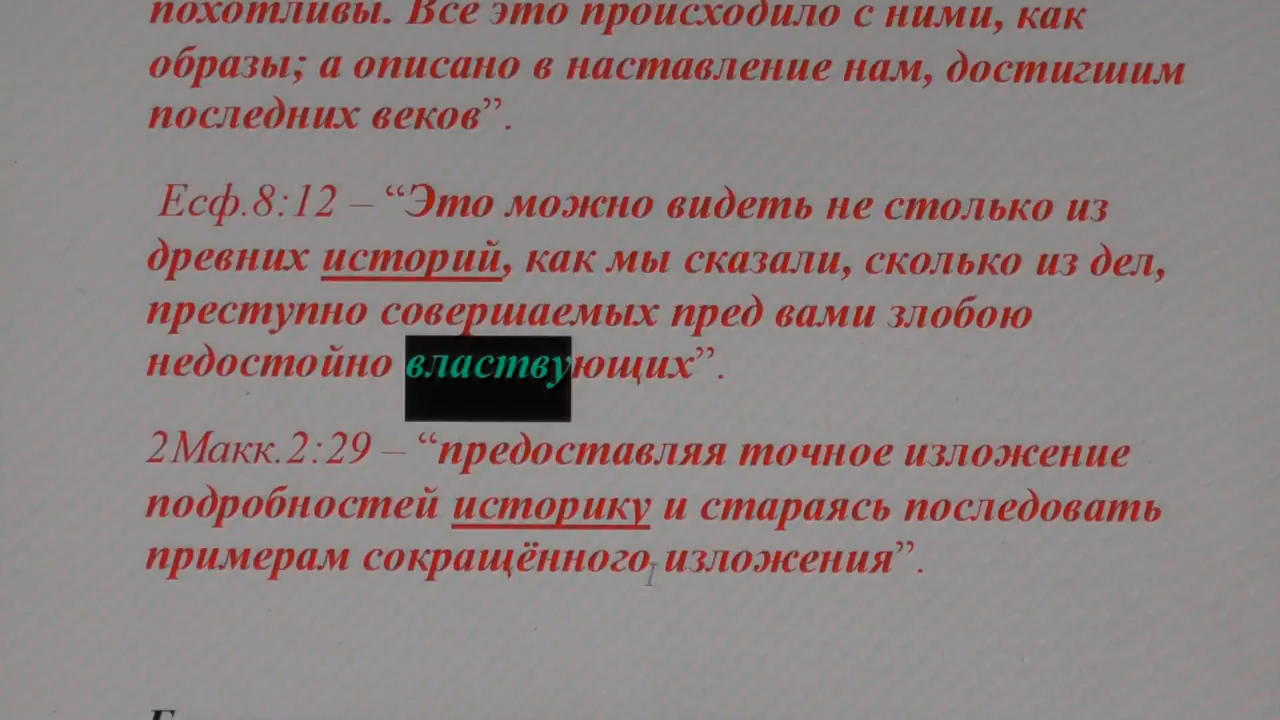 похотливы. Все это происходило с ними, как
образы; а описано в наставление нам, достигшим
последних веков”.
Есф.8:12 – “Это можно видеть не столько из
древних историй, как мы сказали, сколько из дел,
преступно совершаемых пред вами злобою
недостойно властвующих”.
2Макк.2:29 – “предоставляя точное изложение
подробностей историку и стараясь последовать
примерам сокращённого изложения”.